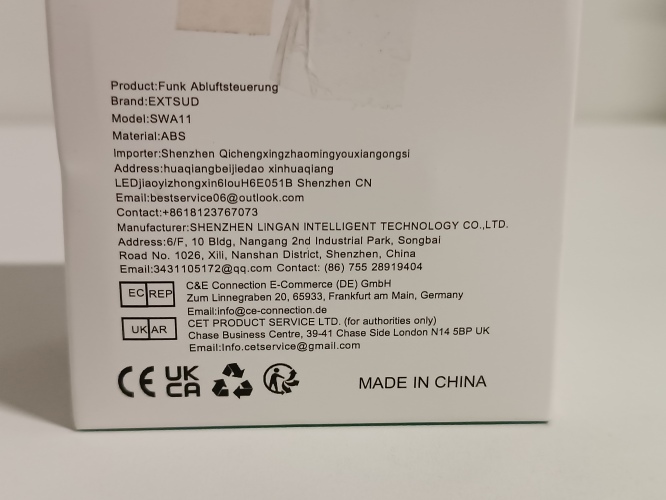 Product:Funk Abluftsteuerung
Brand:EXTSUD
Model:SWA11
Material:ABS
Importer:Shenzhen Qichengxingzhaomingyouxiangongsi
Address:huaqiangbeijiedao xinhuaqiang
LEDjiaoyizhongxin6louH6E051B Shenzhen CN
Email:bestservice06@outlook.com
Contact:+8618123767073
Manufacturer:SHENZHEN LINGAN INTELLIGENT TECHNOLOGY CO.,LTD.
Address:6/F, 10 Bldg, Nangang 2nd Industrial Park, Songbai
Road No. 1026, Xili, Nanshan District, Shenzhen, China
Email:3431105172@qq.com Contact: (86) 755 28919404
EC REP
C&E Connection E-Commerce (DE) GmbH
Zum Linnegraben 20, 65933, Frankfurt am Main, Germany
Email:info@ce-connection.de
UK AR
CET PRODUCT SERVICE LTD. (for authorities only)
Chase Business Centre, 39-41 Chase Side London N14 5BP UK
Email:Info.cetservice@gmail.com
CE UK CA
MADE IN CHINA